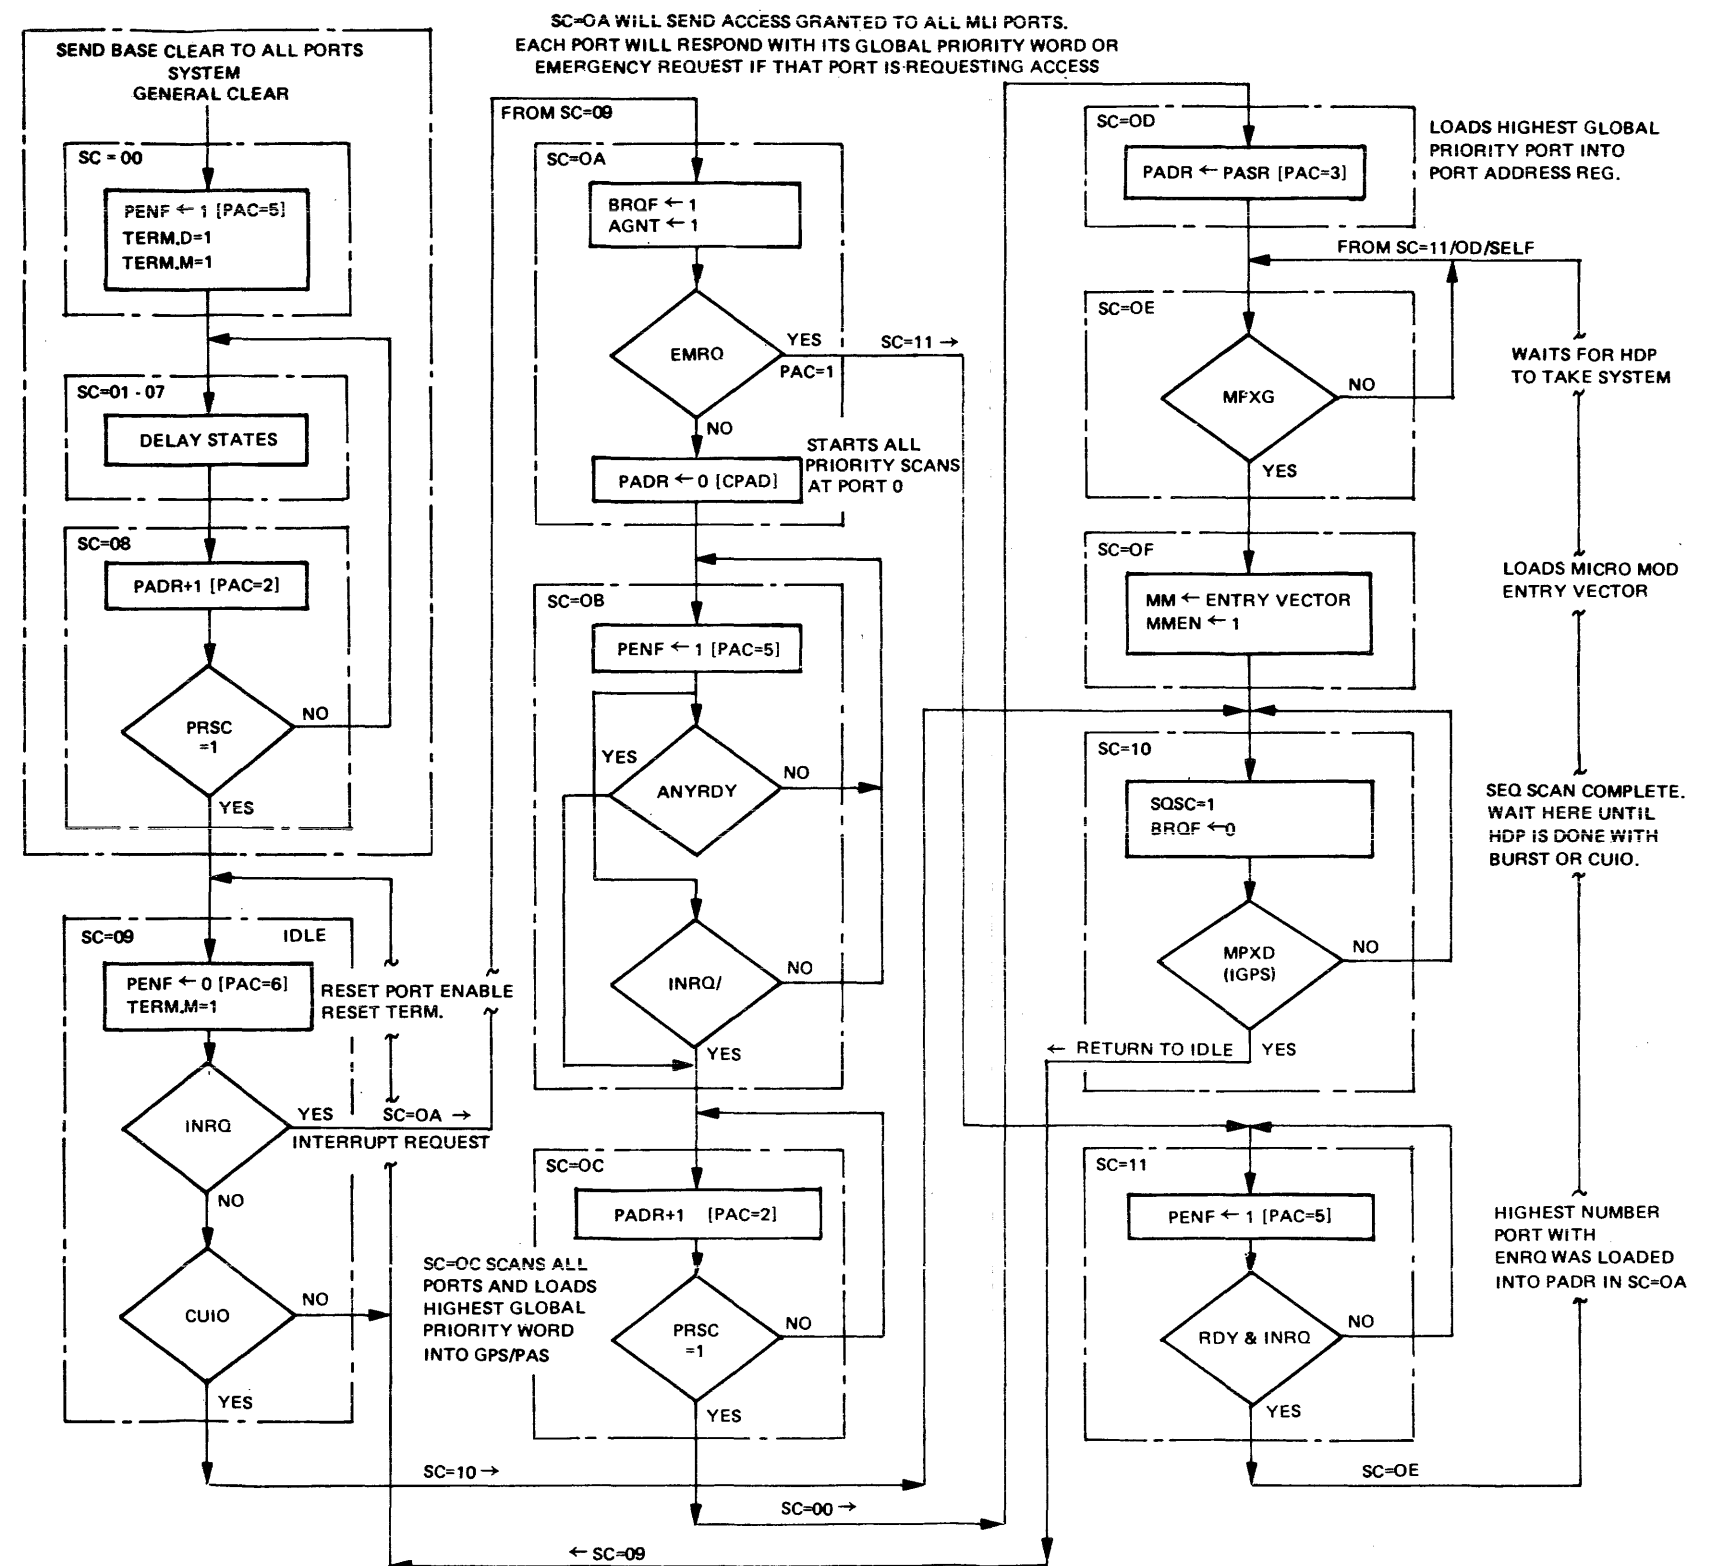 SC=OA WILL SEND ACCESS GRANTED TO ALL MLI PORTS.
EACH PORT WILL RESPOND WITH ITS GLOBAL PRIORITY WORD OR
EMERGENCY REQUEST IF THAT PORT IS REQUESTING ACCESS
SEND BASE CLEAR TO ALL PORTS
SYSTEM
GENERAL CLEAR
SC = 00
PENF ← 1 [PAC=5]
TERM.D=1
TERM.M=1
SC=01 - 07
DELAY STATES
SC=08
PADR+1 [PAC=2]
PRSC
=1
NO
YES
SC=09
IDLE
PENF ← 0 [PAC=6]
TERM.M=1
RESET PORT ENABLE
RESET TERM.
INRQ
YES
SC=OA →
INTERRUPT REQUEST
NO
CUIO
NO
YES
SC=10 →
FROM SC=09
SC=OA
BRQF ← 1
AGNT ← 1
EMRQ
YES
PAC=1
SC=11 →
NO
PADR ← 0 [CPAD]
STARTS ALL
PRIORITY SCANS
AT PORT 0
SC=OB
PENF ← 1 [PAC=5]
YES
ANYRDY
NO
INRQ/
NO
YES
SC=OC
PADR+1 [PAC=2]
SC=OC SCANS ALL
PORTS AND LOADS
HIGHEST GLOBAL
PRIORITY WORD
INTO GPS/PAS
PRSC
=1
NO
YES
SC=00 →
← SC=09
SC=OD
PADR ← PASR [PAC=3]
LOADS HIGHEST GLOBAL
PRIORITY PORT INTO
PORT ADDRESS REG.
FROM SC=11/OD/SELF
SC=OE
MPXG
NO
YES
WAITS FOR HDP
TO TAKE SYSTEM
SC=OF
MM ← ENTRY VECTOR
MMEN ← 1
LOADS MICRO MOD
ENTRY VECTOR
SC=10
SQSC=1
BRQF ←0
SEQ SCAN COMPLETE.
WAIT HERE UNTIL
HDP IS DONE WITH
BURST OR CUIO.
MPXD
(IGPS)
NO
← RETURN TO IDLE
YES
SC=11
PENF ← 1 [PAC=5]
HIGHEST NUMBER
PORT WITH
ENRQ WAS LOADED
INTO PADR IN SC=OA
RDY & INRQ
NO
YES
SC=OE